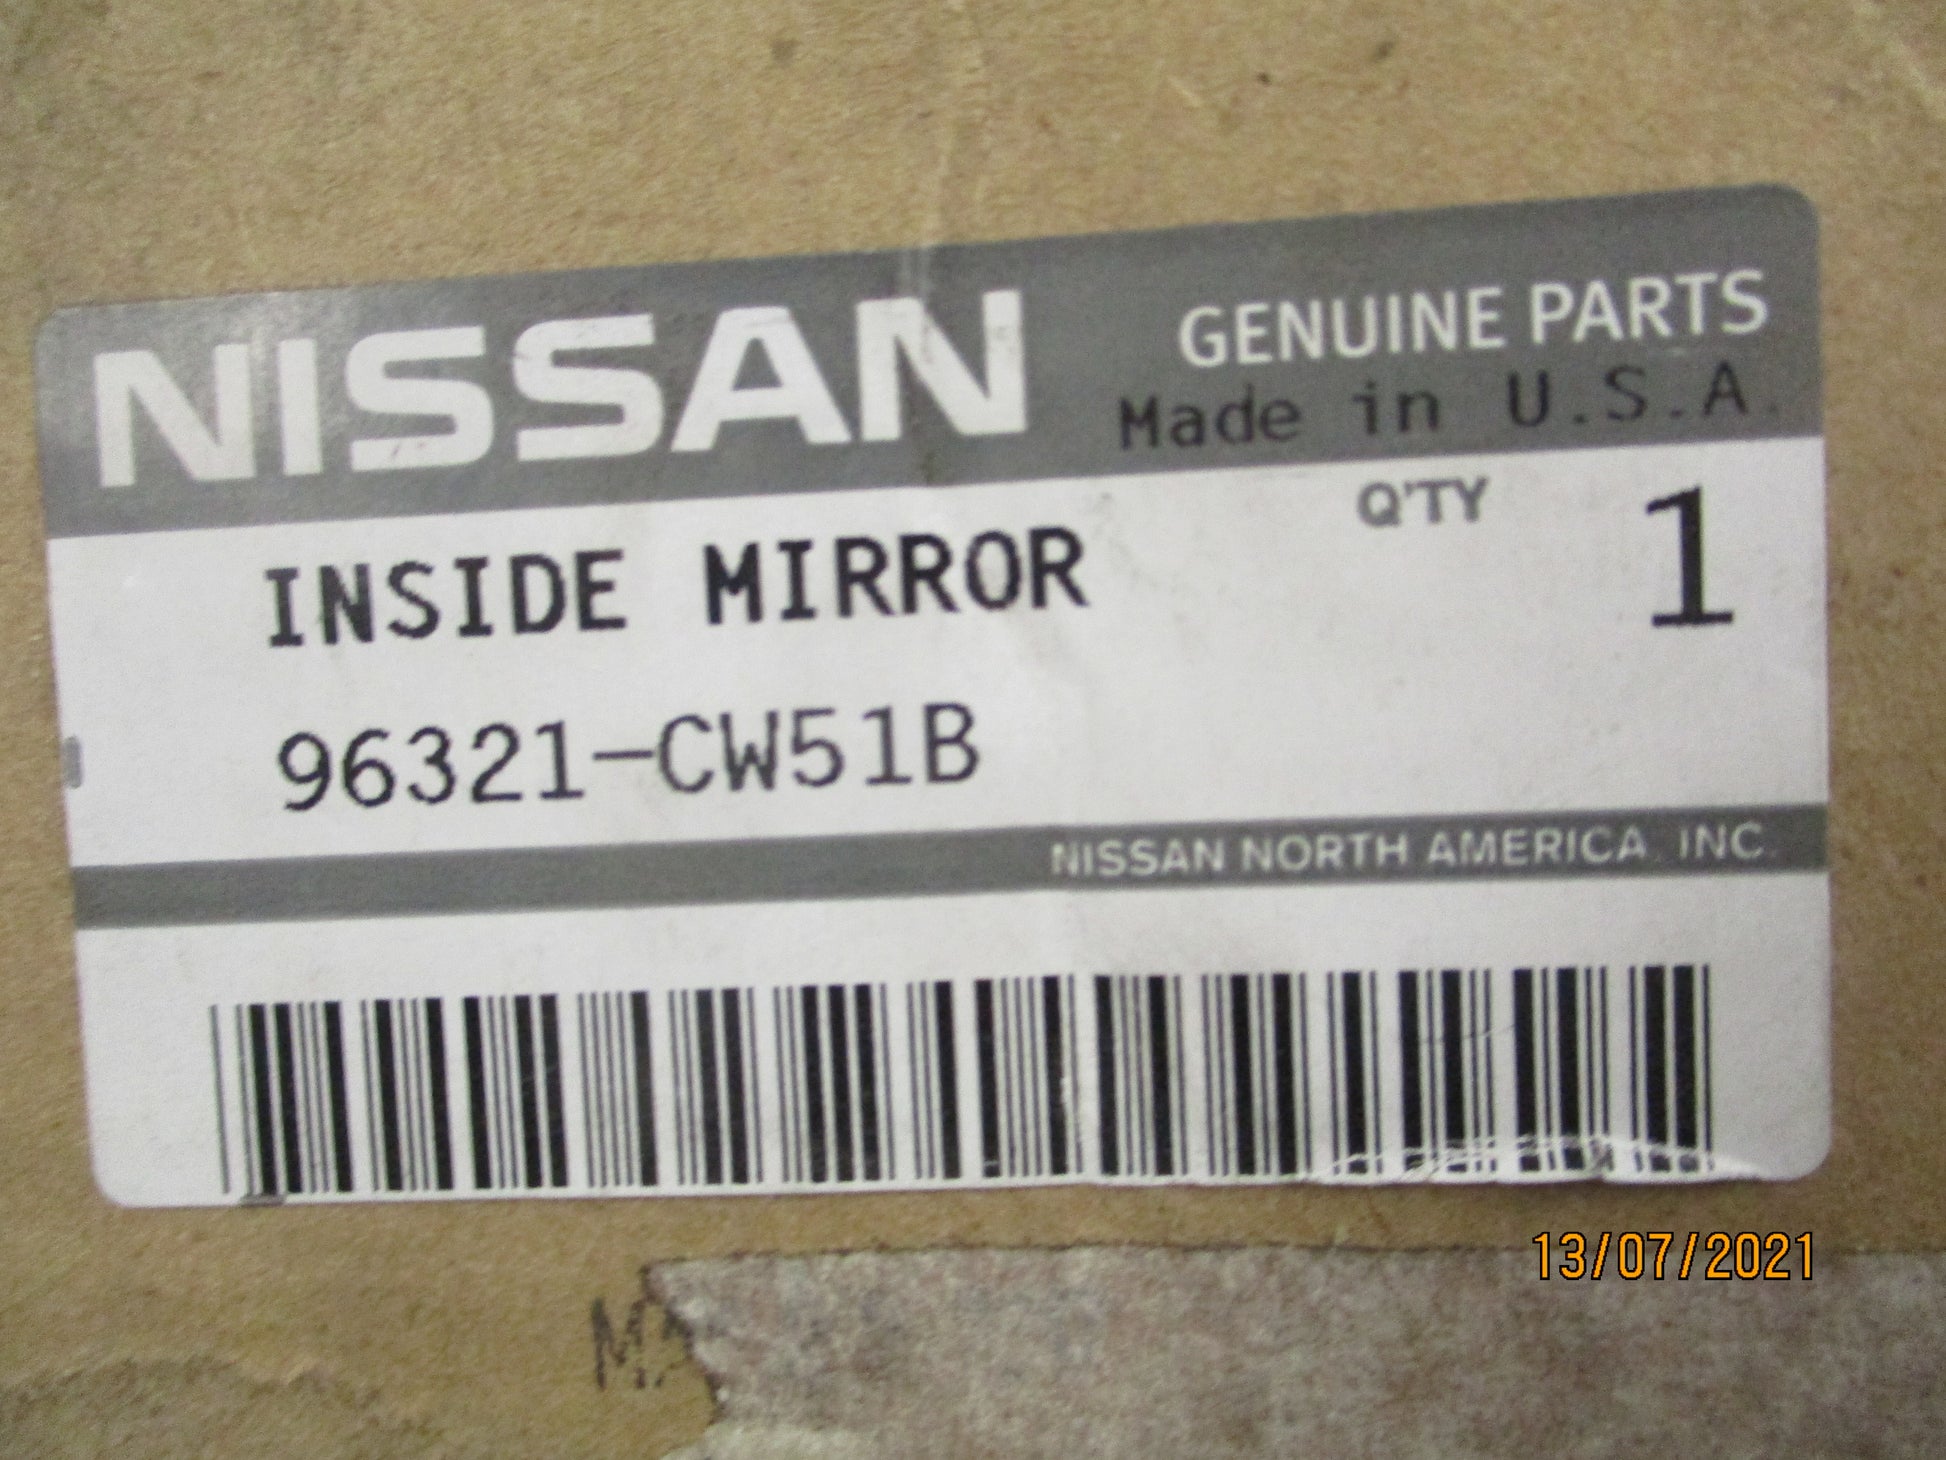 NISSAN
GENUINE PARTS
Made in U.S.A.
Q'TY 1
INSIDE MIRROR
96321-CW51B
NISSAN NORTH AMERICA, INC.
13/07/2021